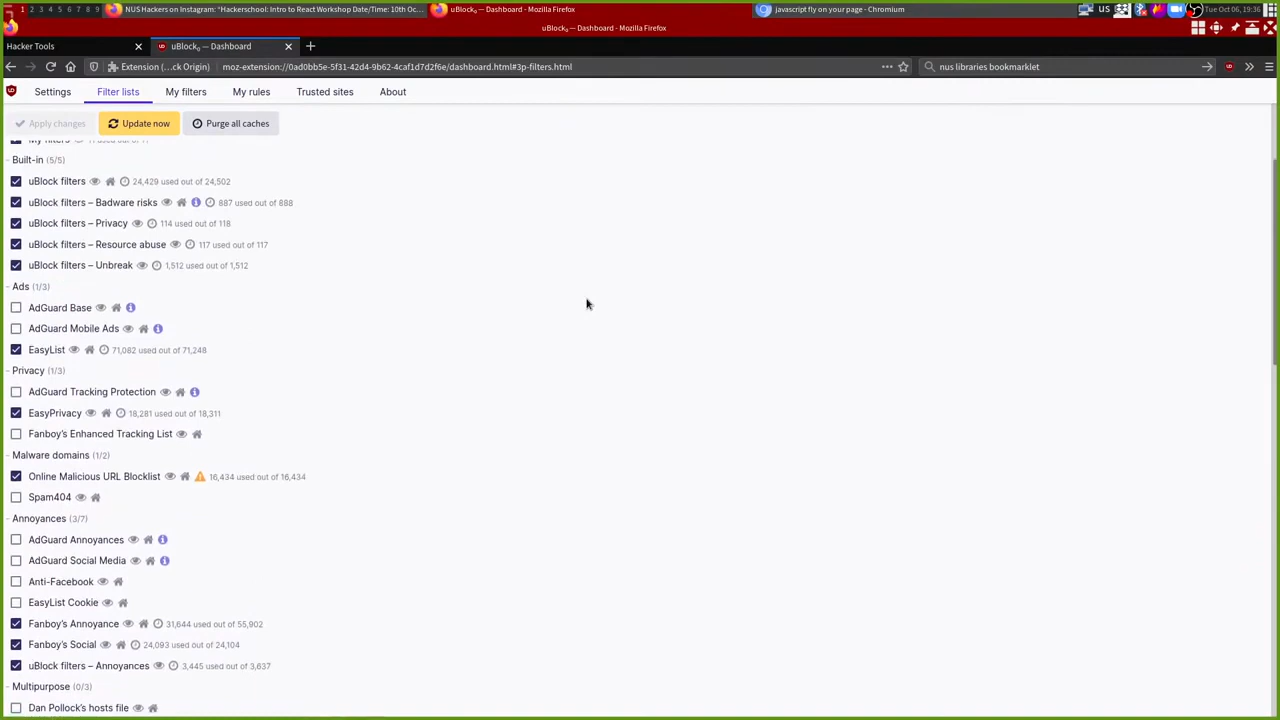 1 2 3 4 5 6 7 8 9 NUS Hackers on Instagram: "Hackerschool: Intro to React Workshop Date/Time: 10th Oc... uBlock₀ — Dashboard - Mozilla Firefox javascript fly on your page - Chromium US Tue Oct 06, 19:36
uBlock₀ — Dashboard - Mozilla Firefox
Hacker Tools uBlock₀ — Dashboard
Extension (...ck Origin) moz-extension://0ad0bb5e-5f31-42d4-9b62-4caf1d7d2f6e/dashboard.html#3p-filters.html nus libraries bookmarklet
Settings Filter lists My filters My rules Trusted sites About
Apply changes Update now Purge all caches
My filters
Built-in (5/5)
uBlock filters 24,429 used out of 24,502
uBlock filters – Badware risks 887 used out of 888
uBlock filters – Privacy 114 used out of 118
uBlock filters – Resource abuse 117 used out of 117
uBlock filters – Unbreak 1,512 used out of 1,512
Ads (1/3)
AdGuard Base
AdGuard Mobile Ads
EasyList 71,082 used out of 71,248
Privacy (1/3)
AdGuard Tracking Protection
EasyPrivacy 18,281 used out of 18,311
Fanboy's Enhanced Tracking List
Malware domains (1/2)
Online Malicious URL Blocklist 16,434 used out of 16,434
Spam404
Annoyances (3/7)
AdGuard Annoyances
AdGuard Social Media
Anti-Facebook
EasyList Cookie
Fanboy's Annoyance 31,644 used out of 55,902
Fanboy's Social 24,093 used out of 24,104
uBlock filters – Annoyances 3,445 used out of 3,637
Multipurpose (0/3)
Dan Pollock's hosts file